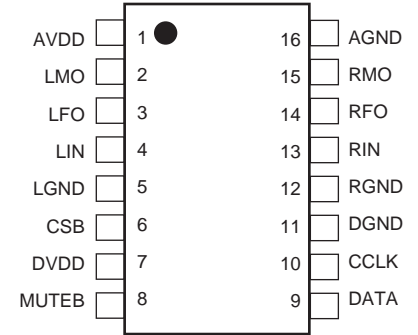 AVDD 1 16 AGND
LMO 2 15 RMO
LFO 3 14 RFO
LIN 4 13 RIN
LGND 5 12 RGND
CSB 6 11 DGND
DVDD 7 10 CCLK
MUTEB 8 9 DATA